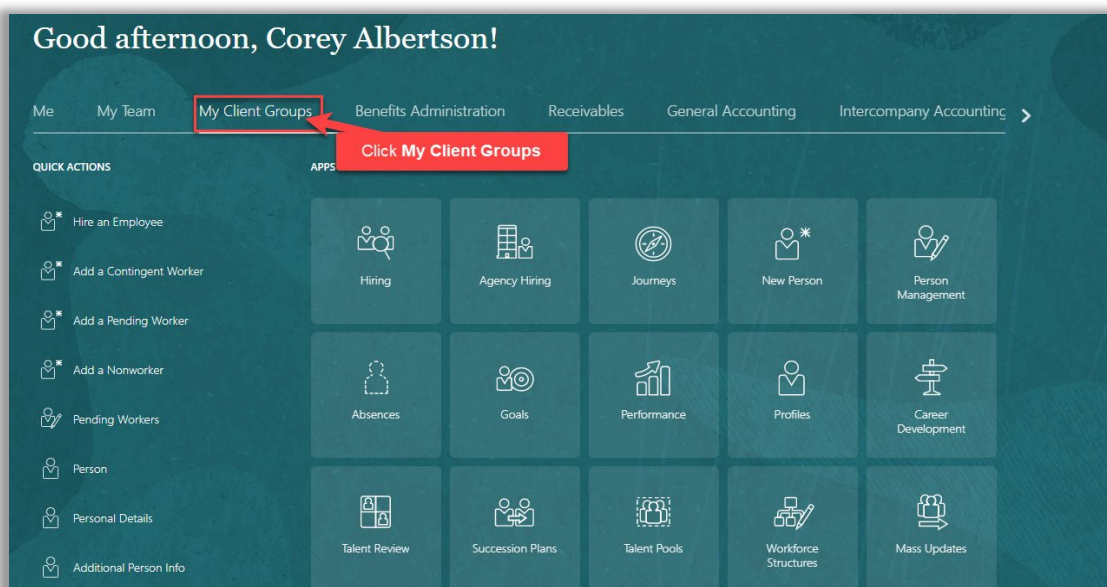 Good afternoon, Corey Albertson!
Me My Team My Client Groups Benefits Administration Receivables General Accounting Intercompany Accounting
Click My Client Groups
QUICK ACTIONS
APPS
Hire an Employee
Add a Contingent Worker
Add a Pending Worker
Add a Nonworker
Pending Workers
Person
Personal Details
Additional Person Info
Hiring
Agency Hiring
Journeys
New Person
Person
Management
Absences
Goals
Performance
Profiles
Career
Development
Talent Review
Succession Plans
Talent Pools
Workforce
Structures
Mass Updates